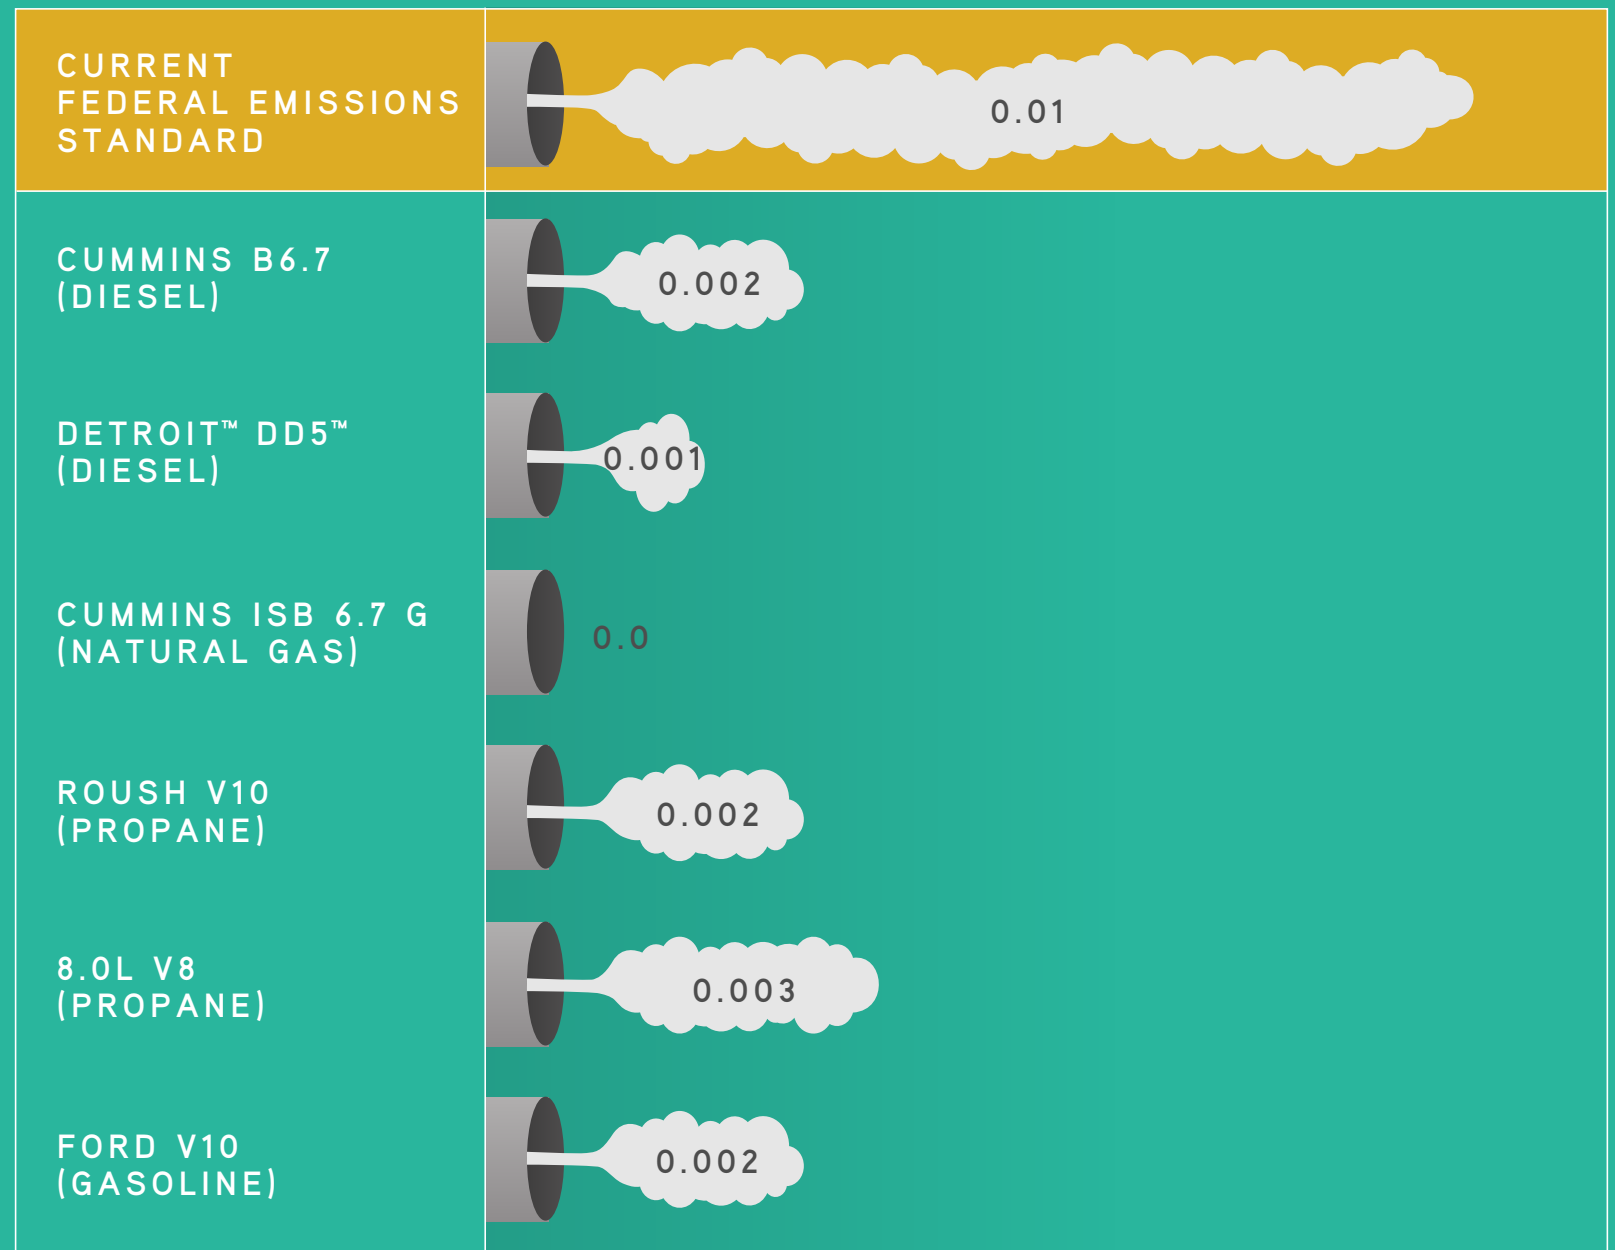 CURRENT
FEDERAL EMISSIONS
STANDARD
0.01
CUMMINS B6.7
(DIESEL)
0.002
DETROIT™ DD5™
(DIESEL)
0.001
CUMMINS ISB 6.7 G
(NATURAL GAS)
0.0
ROUSH V10
(PROPANE)
0.002
8.0L V8
(PROPANE)
0.003
FORD V10
(GASOLINE)
0.002